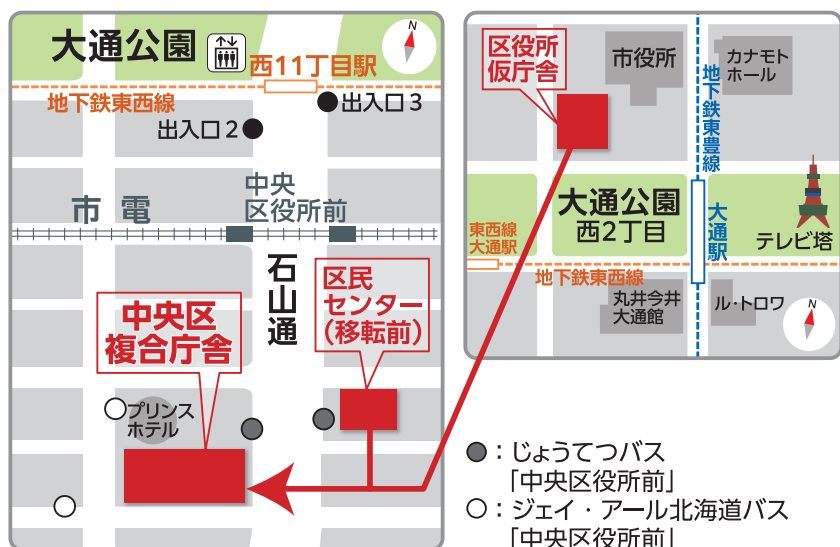 大通公園
N
西11丁目駅
地下鉄東西線
出入口3
出入口2
中央
区役所前
市電
石山通
区民
センター
(移転前)
中央区
複合庁舎
プリンス
ホテル
区役所
仮庁舎
市役所
カナモト
ホール
地下鉄東豊線
大通公園
西2丁目
大通駅
テレビ塔
東西線
大通駅
地下鉄東西線
丸井今井
大通館
ル・トロワ
N
●：じょうてつバス
「中央区役所前」
○：ジェイ・アール北海道バス
「中央区役所前」